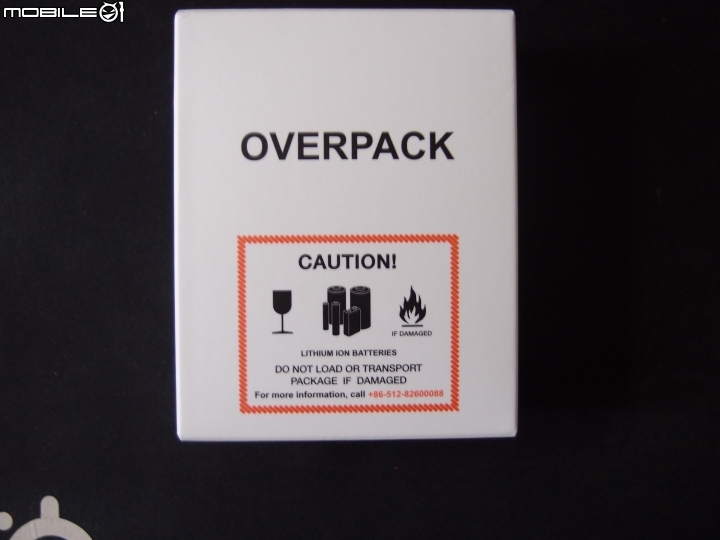 MOBILE01
OVERPACK
CAUTION!
IF DAMAGED
LITHIUM ION BATTERIES
DO NOT LOAD OR TRANSPORT
PACKAGE IF DAMAGED
For more information, call +86-512-82600088